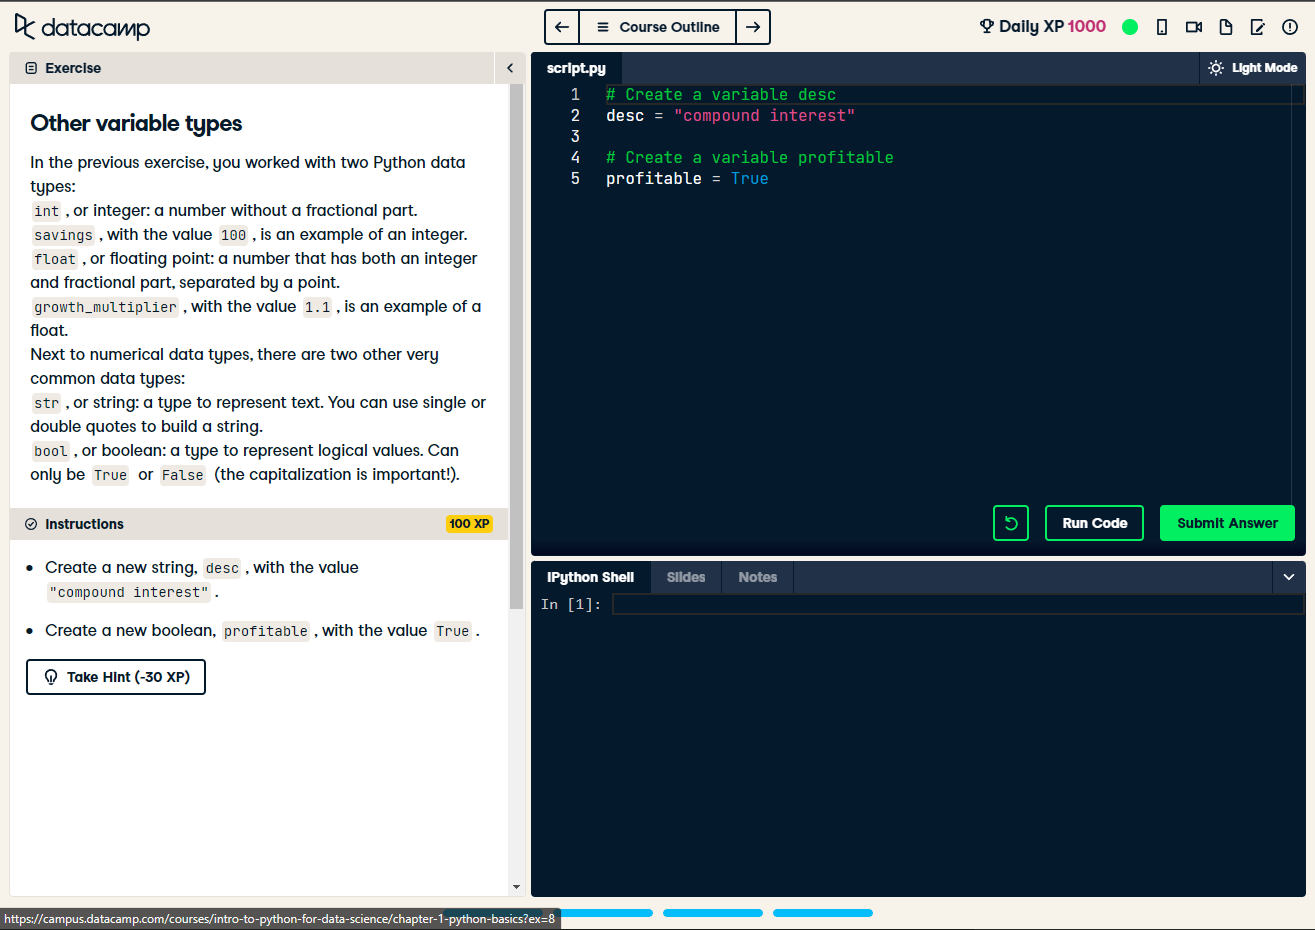 datacamp
Course Outline
Daily XP 1000
Exercise
Other variable types
In the previous exercise, you worked with two Python data
types:
int , or integer: a number without a fractional part.
savings , with the value 100 , is an example of an integer.
float , or floating point: a number that has both an integer
and fractional part, separated by a point.
growth_multiplier , with the value 1.1 , is an example of a
float.
Next to numerical data types, there are two other very
common data types:
str , or string: a type to represent text. You can use single or
double quotes to build a string.
bool , or boolean: a type to represent logical values. Can
only be True or False (the capitalization is important!).
Instructions
100 XP
Create a new string, desc , with the value
"compound interest" .
Create a new boolean, profitable , with the value True .
Take Hint (-30 XP)
script.py
Light Mode
1 # Create a variable desc
2 desc = "compound interest"
3
4 # Create a variable profitable
5 profitable = True
Run Code
Submit Answer
IPython Shell
Slides
Notes
In [1]:
https://campus.datacamp.com/courses/intro-to-python-for-data-science/chapter-1-python-basics?ex=8